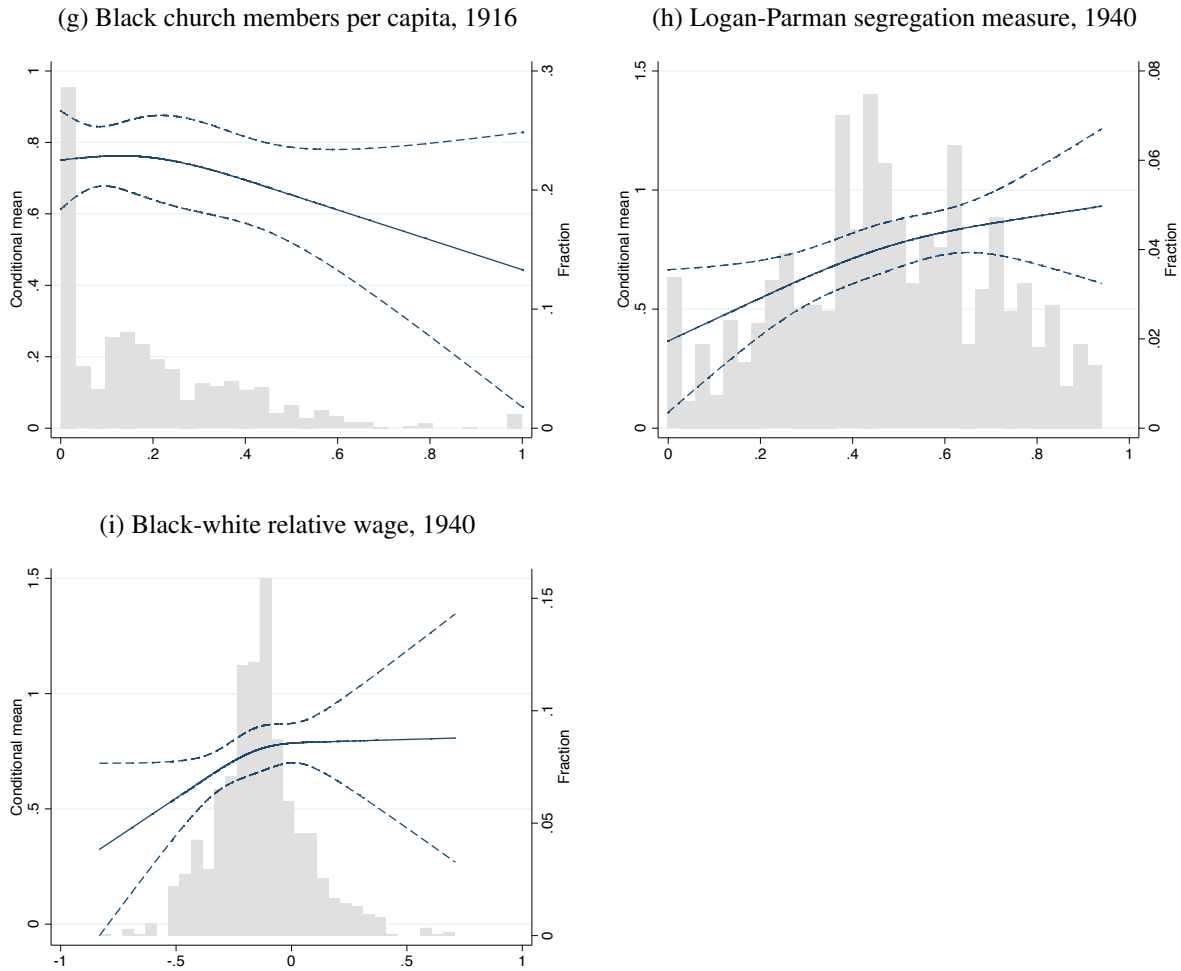 (g) Black church members per capita, 1916
(h) Logan-Parman segregation measure, 1940
Conditional mean
1
.8
.6
.4
.2
0
Fraction
.3
.2
.1
0
0 .2 .4 .6 .8 1
Conditional mean
1.5
1
.5
0
Fraction
.08
.06
.04
.02
0
0 .2 .4 .6 .8 1
(i) Black-white relative wage, 1940
Conditional mean
1.5
1
.5
0
Fraction
.15
.1
.05
0
-1 -.5 0 .5 1